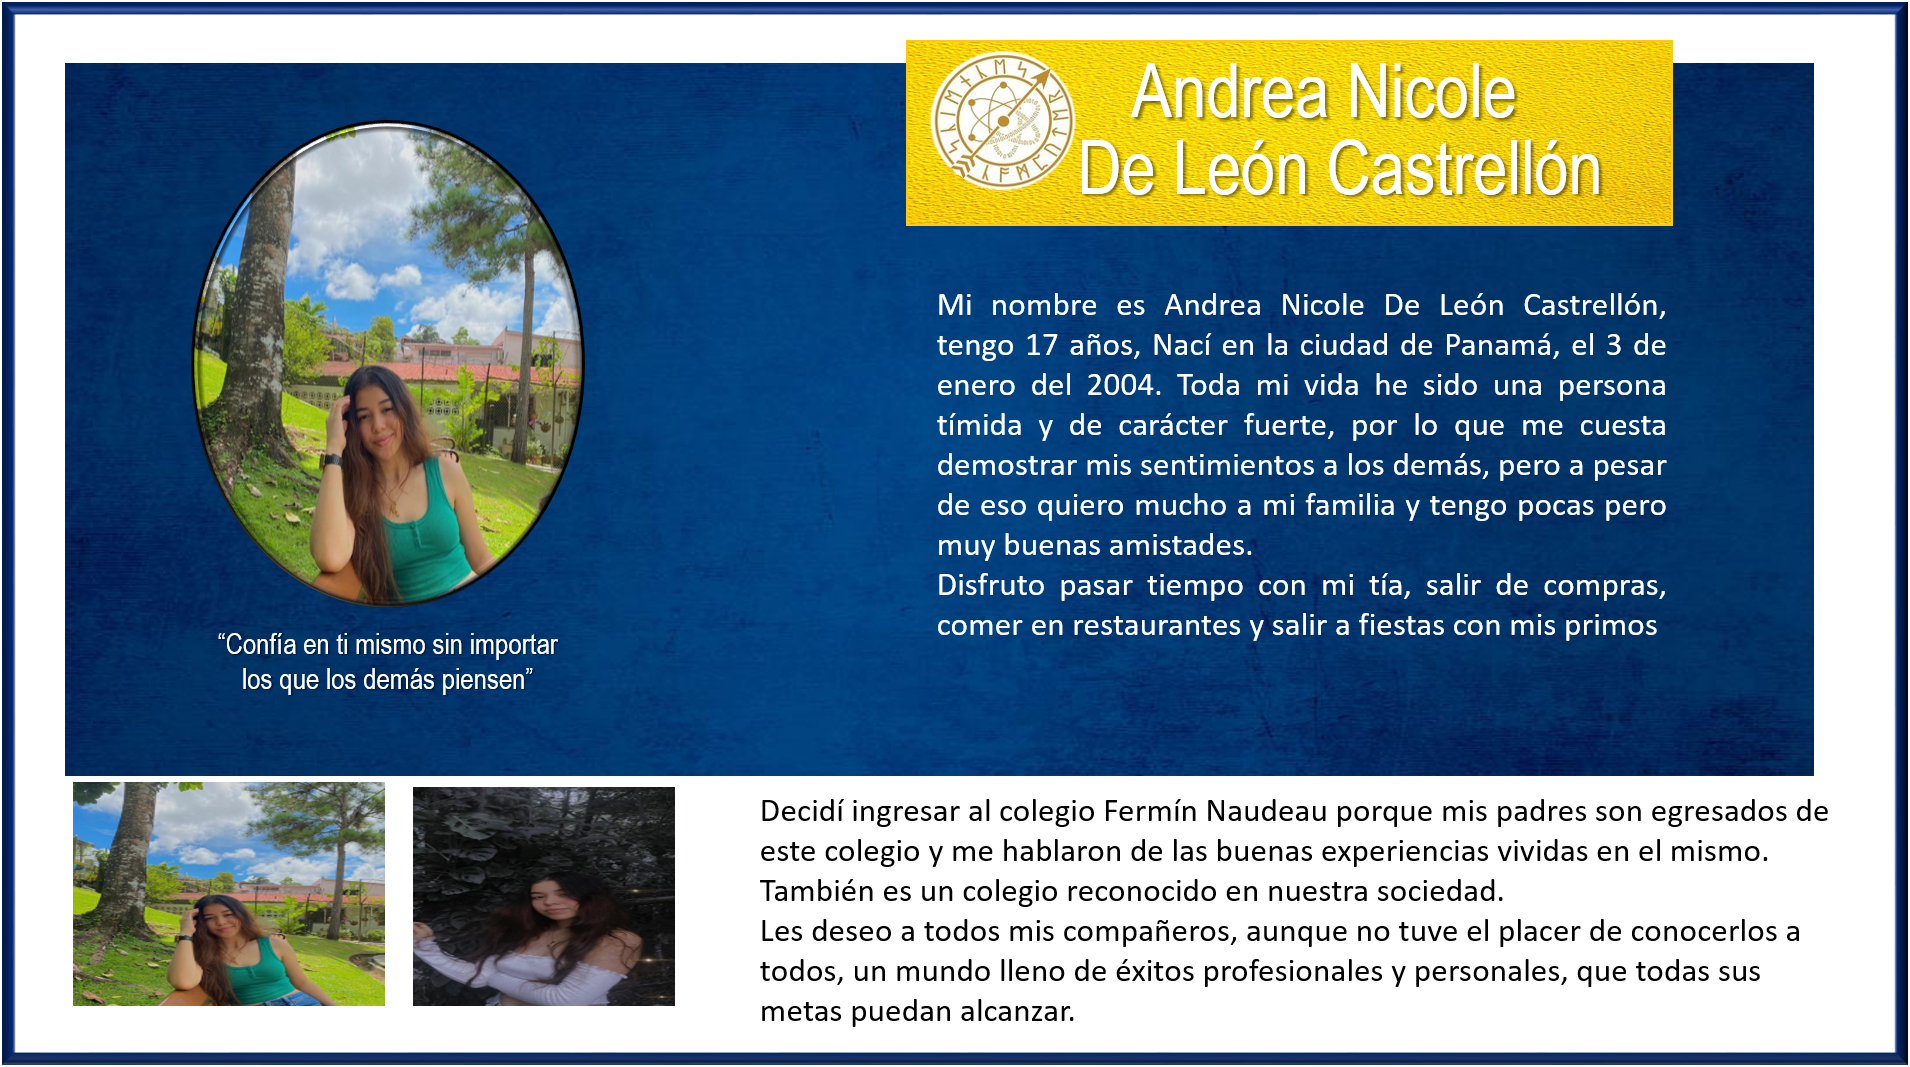 Andrea Nicole
De León Castrellón
Mi nombre es Andrea Nicole De León Castrellón,
tengo 17 años, Nací en la ciudad de Panamá, el 3 de
enero del 2004. Toda mi vida he sido una persona
tímida y de carácter fuerte, por lo que me cuesta
demostrar mis sentimientos a los demás, pero a pesar
de eso quiero mucho a mi familia y tengo pocas pero
muy buenas amistades.
Disfruto pasar tiempo con mi tía, salir de compras,
comer en restaurantes y salir a fiestas con mis primos
“Confía en ti mismo sin importar
los que los demás piensen”
Decidí ingresar al colegio Fermín Naudeau porque mis padres son egresados de
este colegio y me hablaron de las buenas experiencias vividas en el mismo.
También es un colegio reconocido en nuestra sociedad.
Les deseo a todos mis compañeros, aunque no tuve el placer de conocerlos a
todos, un mundo lleno de éxitos profesionales y personales, que todas sus
metas puedan alcanzar.